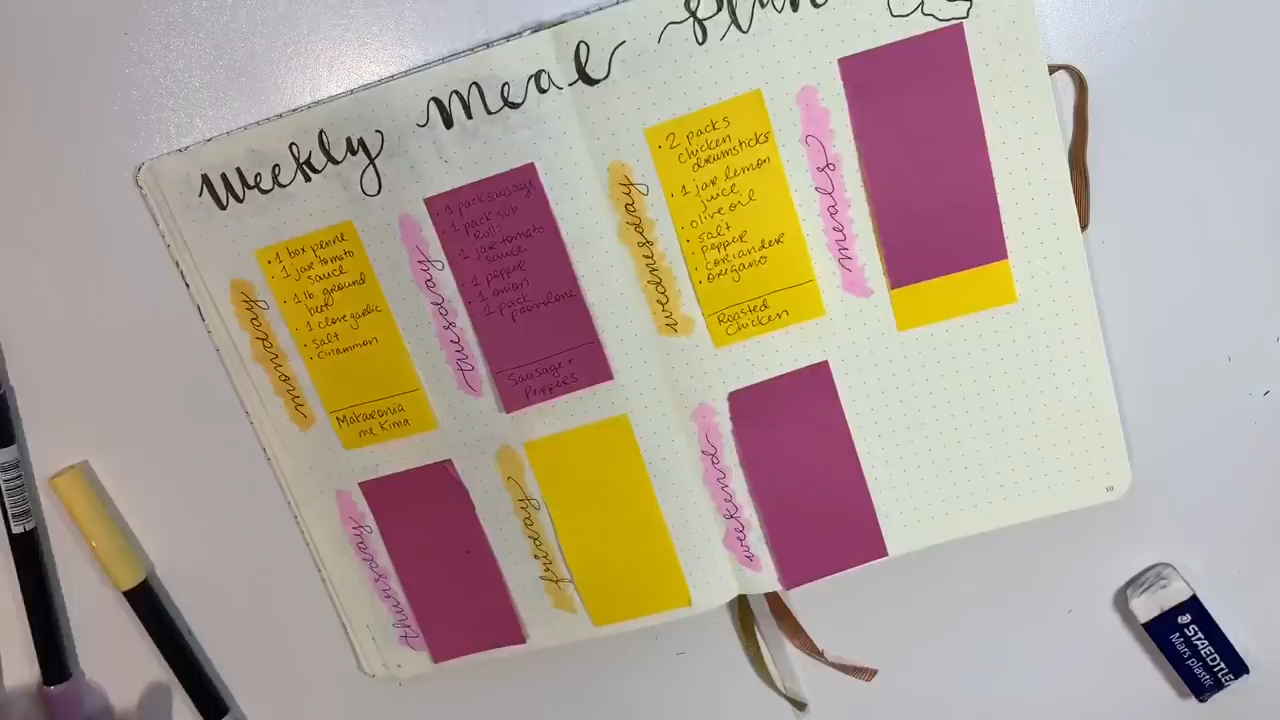 Weekly Meal Plan
monday
• 1 box penne
• 1 jar tomato
sauce
• 1 lb. ground
beef
• 1 clove garlic
• salt
• cinammon
Makaronia
me Kima
tuesday
• 1 pack sausage
• 1 pack sub
roll
1 jar tomato
sauce
• 1 pepper
• 1 onion
1 pack
provolone
Sausage +
Peppers
wednesday
• 2 packs
chicken
drumsticks
• 1 jar lemon
juice
• olive oil
• salt
pepper
• coriander
• oregano
Roasted
Chicken
meals
thursday
friday
weekend
10
STAEDTLER
Mars plastic